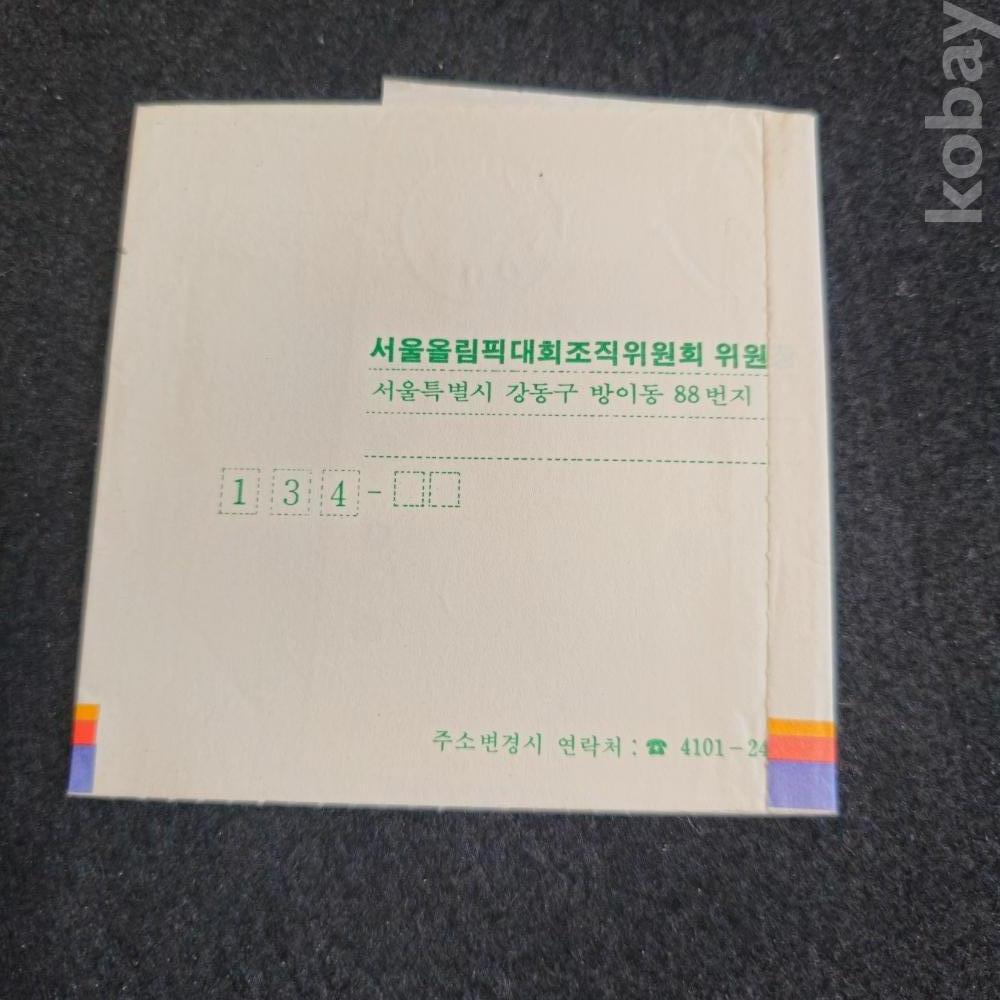 kobay
서울올림픽대회조직위원회 위원
서울특별시 강동구 방이동 88번지
134-
주소변경시 연락처 : ☎ 4101-24